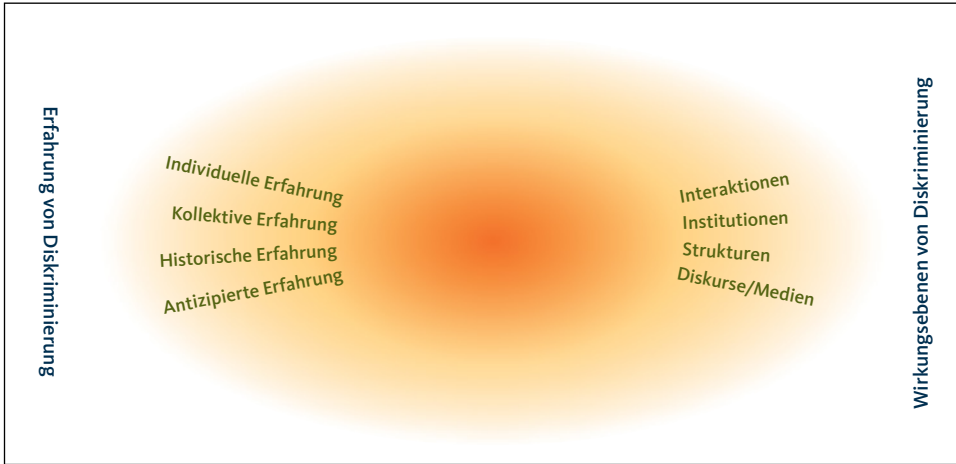 Erfahrung von Diskriminierung
Individuelle Erfahrung
Kollektive Erfahrung
Historische Erfahrung
Antizipierte Erfahrung
Interaktionen
Institutionen
Strukturen
Diskurse/Medien
Wirkungsebenen von Diskriminierung